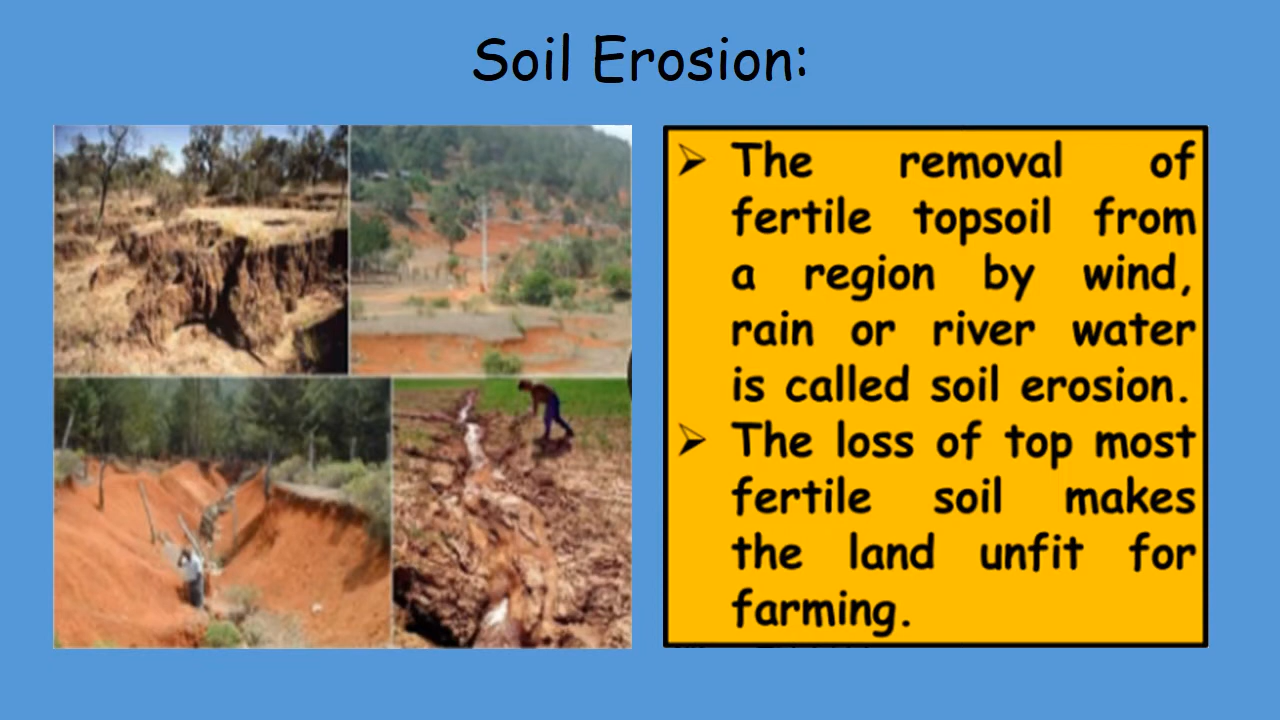 Soil Erosion:
➢ The removal of
fertile topsoil from
a region by wind,
rain or river water
is called soil erosion.
➢ The loss of top most
fertile soil makes
the land unfit for
farming.